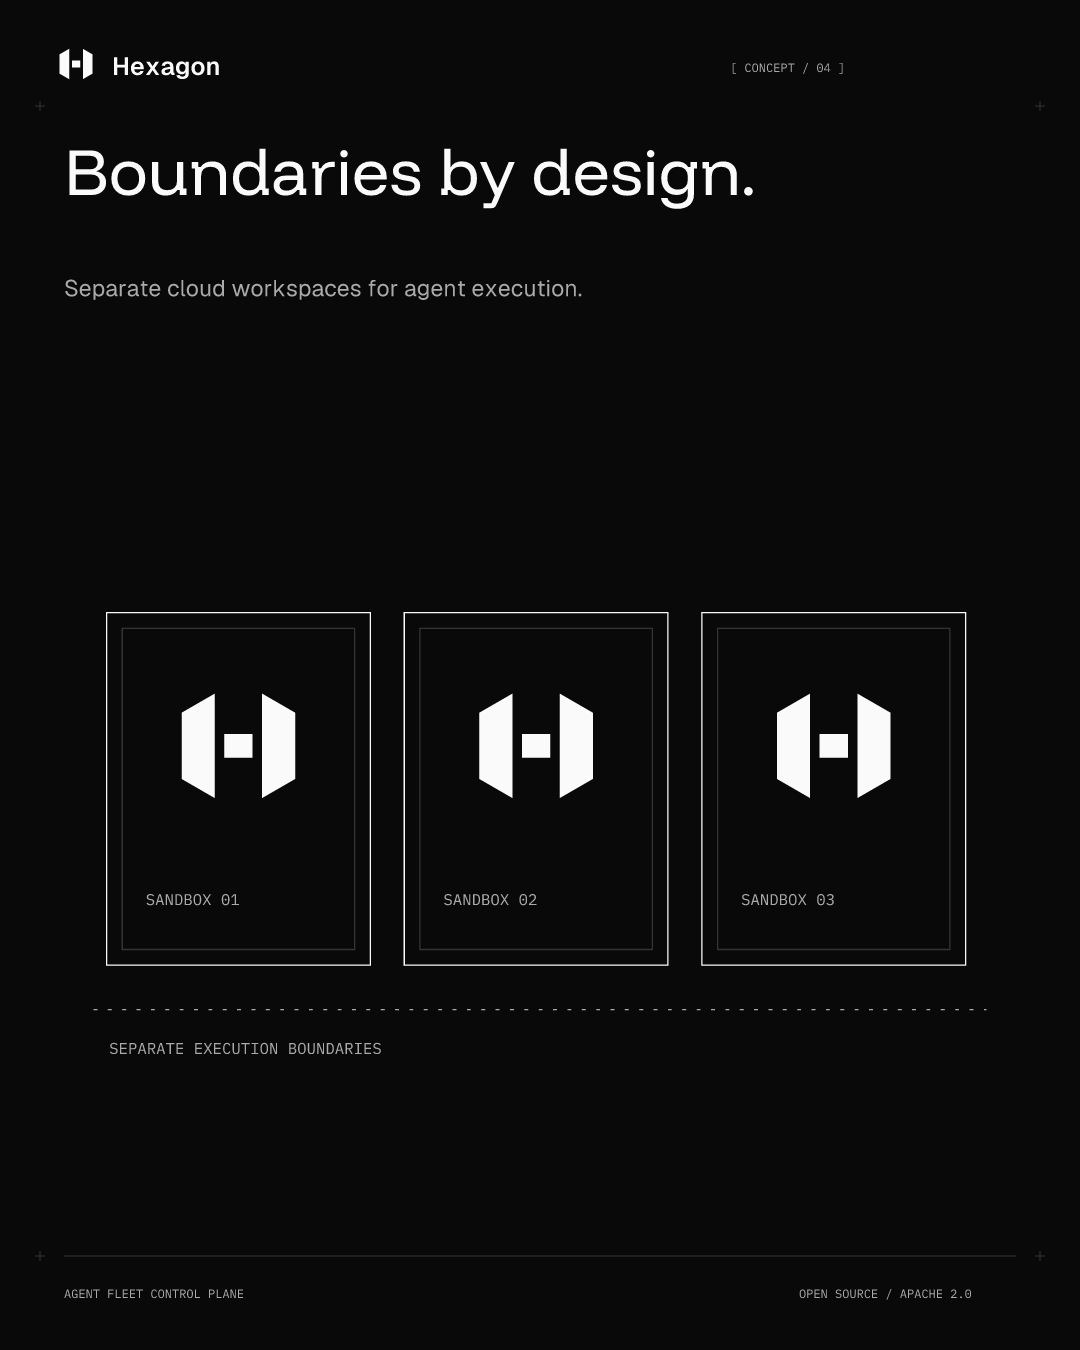 Hexagon
[ CONCEPT / 04 ]
Boundaries by design.
Separate cloud workspaces for agent execution.
SANDBOX 01
SANDBOX 02
SANDBOX 03
SEPARATE EXECUTION BOUNDARIES
AGENT FLEET CONTROL PLANE
OPEN SOURCE / APACHE 2.0